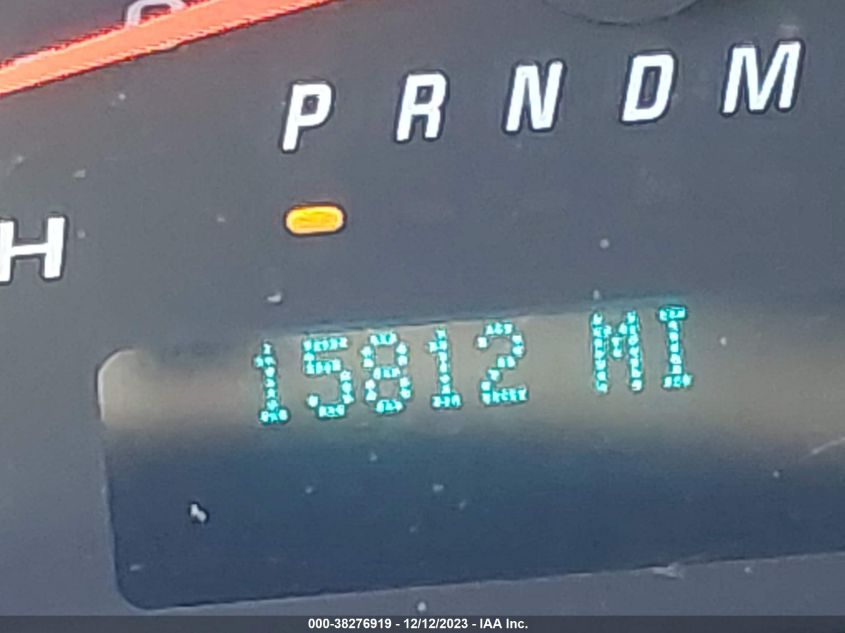 P R N D M
H
15812 MI
000-38276919 - 12/12/2023 - IAA Inc.